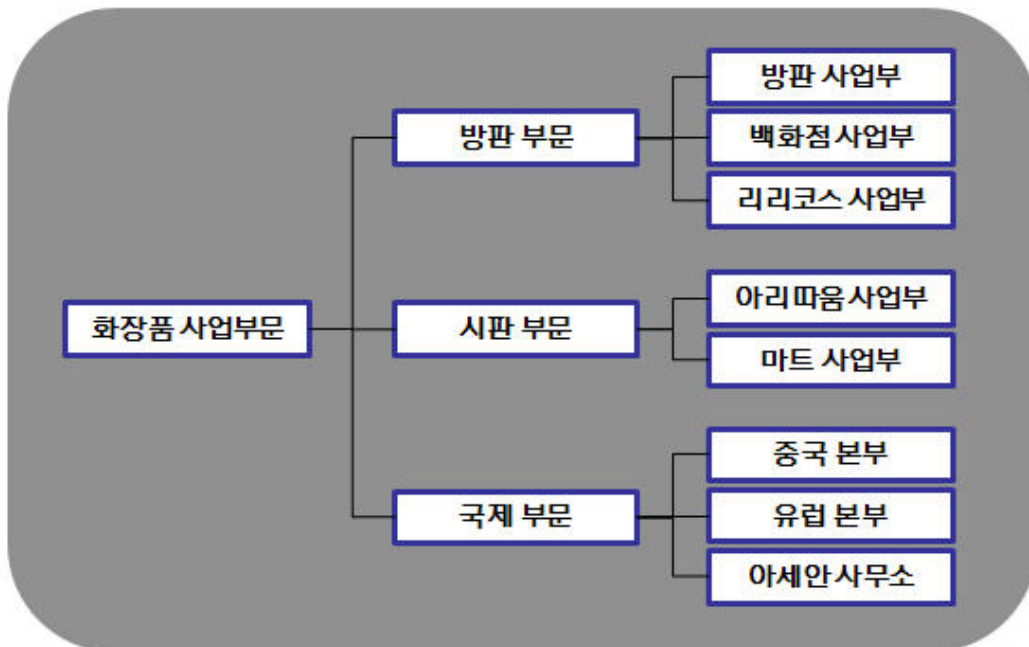 화장품 사업부문
방판 부문
방판 사업부
백화점 사업부
리리코스 사업부
시판 부문
아리따움 사업부
마트 사업부
국제 부문
중국 본부
유럽 본부
아세안 사무소